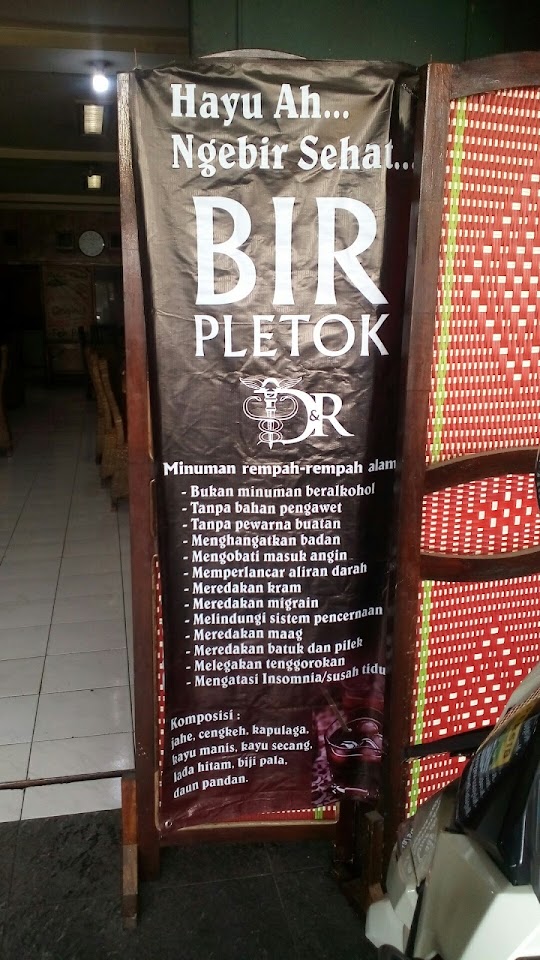 Hayu Ah...
Ngebir Sehat...
BIR
PLETOK
D&R
Minuman rempah-rempah alam
- Bukan minuman beralkohol
- Tanpa bahan pengawet
- Tanpa pewarna buatan
- Menghangatkan badan
- Mengobati masuk angin
- Memperlancar aliran darah
- Meredakan kram
- Meredakan migrain
- Melindungi sistem pencernaan
- Meredakan maag
- Meredakan batuk dan pilek
- Melegakan tenggorokan
- Mengatasi Insomnia/susah tidu
Komposisi :
jahe, cengkeh, kapulaga,
kayu manis, kayu secang,
lada hitam, biji pala,
daun pandan.